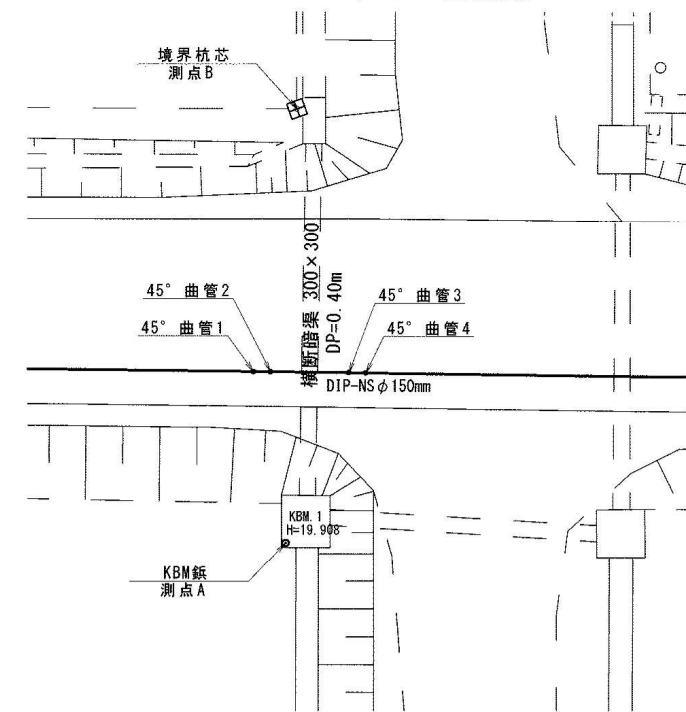 境界杭芯
測点B
横断暗渠 300×300
DP=0.40m
45° 曲管2
45° 曲管1
45° 曲管3
45° 曲管4
DIP-NSφ150mm
KBM.1
H=19.908
KBM鋲
測点A